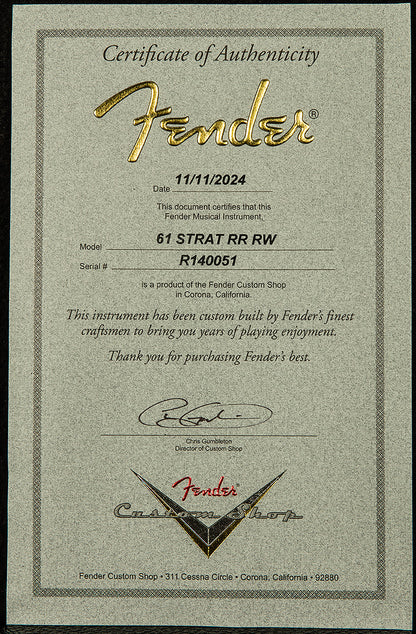 Certificate of Authenticity
Fender®
Date 11/11/2024
This document certifies that this
Fender Musical Instrument,
Model 61 STRAT RR RW
Serial # R140051
is a product of the Fender Custom Shop
in Corona, California.
This instrument has been custom built by Fender's finest
craftsmen to bring you years of playing enjoyment.
Thank you for purchasing Fender's best.
Chris Gumbleton
Director of Custom Shop
Fender
Custom Shop
Fender Custom Shop • 311 Cessna Circle • Corona, California • 92880